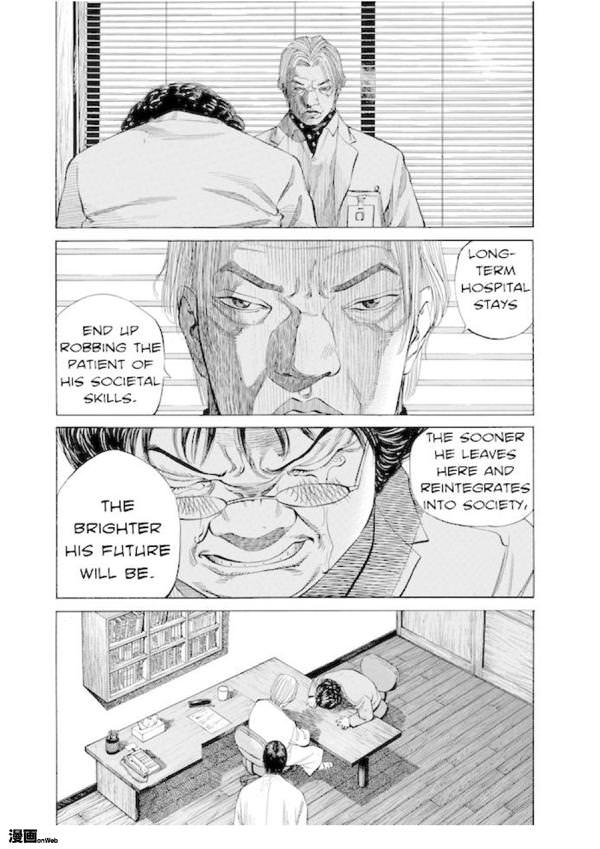 LONG-
TERM
HOSPITAL
STAYS
END UP
ROBBING THE
PATIENT OF
HIS SOCIETAL
SKILLS.
THE SOONER
HE LEAVES
HERE AND
REINTEGRATES
INTO SOCIETY,
THE
BRIGHTER
HIS FUTURE
WILL BE.
漫画 onWeb